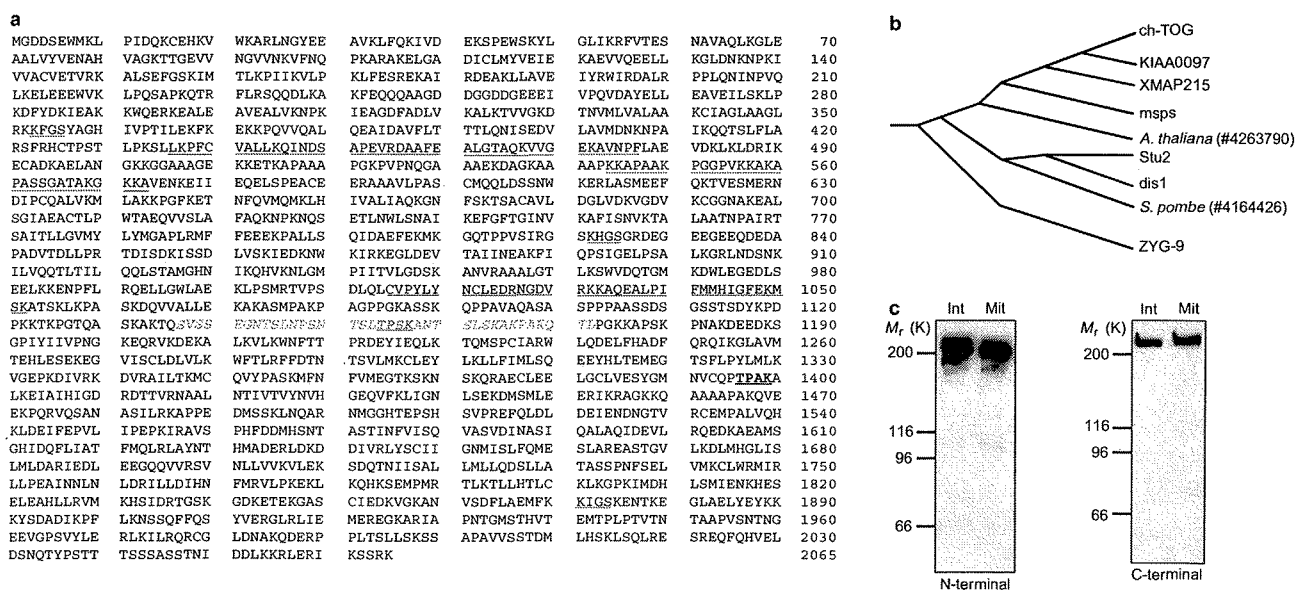 a
MGDDSEWMKL PIDQKCEHKV WKARLNGYEE AVKLFQKIVD EKSPEWSKYL GLIKRFVTES NAVAQLKGLE 70
AALVYVENAH VAGKTTGEVV NGVVNKVFNQ PKARAKELGA DICLMYVEIE KAEVVQEELL KGLDNKNPKI 140
VVACVETVRK ALSEFGSKIM TLKPIIKVLP KLFESREKAI RDEAKLLAVE IYRWIRDALR PPLQNINPVQ 210
LKELEEEWVK LPQSAPKQTR FLRSQQDLKA KFEQQQAAGD DGGDDGEEEI VPQVDAYELL EAVEILSKLP 280
KDFYDKIEAK KWQERKEALE AVEALVKNPK IEAGDFADLV KALKTVVGKD TNVMLVALAA KCIAGLAAGL
RKKFGSYAGH IVPTILEKFK EKKPQVVQAL QEAIDAVFLT TTLQNISEDV LAVMDNKNPA IKQQTSLFLA 420
RSFRHCTPST LPKSLLKPFC VALLKQINDS APEVRDAAFE ALGTAQKVVG EKAVNPFLAE VDKLKLDRIK 490
ECADKAELAN GKKGGAAAGE KKETKAPAAA PGKPVPNQGA AAEKDAGKAA APKKAPAAK PGGPVKKAKA 560
PASSGATAKG KKAVENKEII EQELSPEACE ERAAAVLPAS CMQQLDSSNW KERLASMEEF QKTVESMERN 630
DIPCQALVKM LAKKPGFKET NFQVMQMKLH IVALIAQKGN FSKTSACAVL DGLVDKVGDV KCGSNAKEAL 700
SGIAEACTLP WTAEQVVSLA FAQKNPKNQS ETLNWLSNAI KEFGFTGINV KAFISNVKTA LAATNPAIRT 770
SAITLLGVMY LYMGAPLRMF FEEEKPALLS QIDAEFEKMK GQTPPVSIRG SKHGSGRDEG EEGEEQDEDA 840
PADVTDLLPR TDISDKISSD LVSKIEDKNW KIRKEGLDEV TAIINEAKFI QPSIGELPSA LKGRLNDSNK 910
ILVQQTLTIL QQLSTAMGHN IKQHVKNLGM PIITVLGDSK ANVRAAALGT LKSWVDQTGM KDWLEGEDLS 980
EELKKENPFL RQELLGWLAE KLPSMRTVPS DLQLCVPYLY NCLEDRNGDV RKKAQEALPI FMMHIGFEKM 1050
SKATSKLKPA SKDQVVALLE KAKASMPAKP AGPPGKASSK QPPAVAQASA SPPPAASSDS GSSTSDYKPD 1120
PKKTKPGTQA SKAKTQSVSS EGNTSLNPSN TSLTPSKANT SLSKAKPAKQ TLPGKKAPSK PNAKDEEDKS 1190
GPIYIIVPNG KEQRVKDEKA LKVLKWNFTT PRDEYIEQLK TQMSPCIARW LQDELFHADF QRQIKGLAVM 1260
TEHLESEKEG VISCLDLVLK WFTLRFFDTN TSVLMKCLEY LKLLFIMLSQ EEYHLTEMEG TSFLPYLMLK 1330
VGEPKDIVRK DVRAILTKMC QVYPASKMFN FVMEGTKSKN SKQRAECLEE LGCLVESYGM NVCQPTPAKA 1400
LKEIAIHIGD RDTTVRNAAL NTIVTVYNVH GEQVFKLIGN LSEKDMSMLE ERIKRAGKKQ AAAAPAKQVE 1470
EKPQRVQSAN ASILRKAPPE DMSSKLNQAR NMGGHTEPSH SVPREFQLDL DEIENDNGTV RCEMPALVQH 1540
KLDEIFEPVL IPEPKIRAVS PHFDDMHSNT ASTINFVISQ VASVDINASI QALAQIDEVL RQEDKAEAMS 1610
GHIDQFLIAT FMQLRLAYNT HMADERLDKD DIVRLYSCII GNMISLFQME SLAREASTGV LKDLMHGLIS 1680
LMLDARIEDL EEGQQVVRSV NLLVVKVLEK SDQTNIISAL LMLLQDSLLA TASSPNFSEL VMKCLWRMIR 1750
LLPEAINNLN LDRILLDIHN FMRVLPKEKL KQHKSEMPMR TLKTLLHTLC KLKGPKIMDH LSMIENKHES 1820
ELEAHLLRVM KHSIDRTGSK GDKETEKGAS CIEDKVGKAN VSDFLAEMFK KIGSKENTKE GLAELYEYKK 1890
KYSDADIKPF LKNSSQFFQS YVERGLRLIE MEREGKARIA PNTGMSTHVT EMTPLPTVTN TAAPVSNTNG 1960
EEVGPSVYLE RLKILRQRCG LDNAKQDERP PLTSLLSKSS APAVVSSTDM LHSKLSQLRE SREQFQHVEL 2030
DSNQTYPSTT TSSSASSTNI DDLKKRLERI KSSRK 2065
b
ch-TOG
KIAA0097
XMAP215
msps
A. thaliana (#4263790)
Stu2
dis1
S. pombe (#4164426)
ZYG-9
c
Int Mit
Mr (K)
200
116
96
66
N-terminal
Int Mit
Mr (K)
200
116
96
66
C-terminal